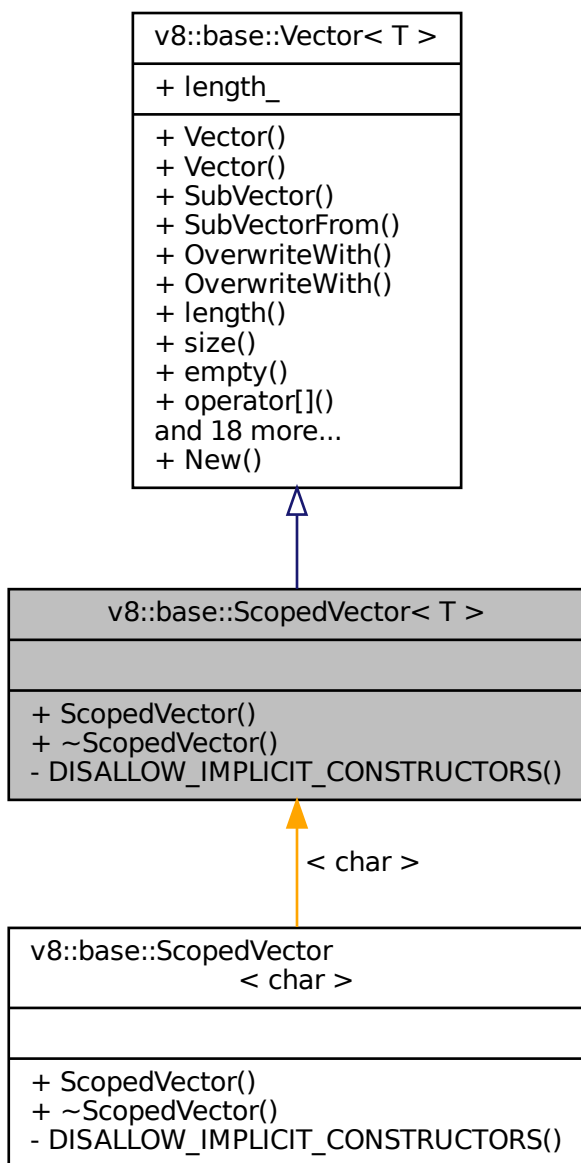 v8::base::Vector< T >
+ length_
+ Vector()
+ Vector()
+ SubVector()
+ SubVectorFrom()
+ OverwriteWith()
+ OverwriteWith()
+ length()
+ size()
+ empty()
+ operator[]()
and 18 more...
+ New()
v8::base::ScopedVector< T >
+ ScopedVector()
+ ~ScopedVector()
- DISALLOW_IMPLICIT_CONSTRUCTORS()
< char >
v8::base::ScopedVector
< char >
+ ScopedVector()
+ ~ScopedVector()
- DISALLOW_IMPLICIT_CONSTRUCTORS()